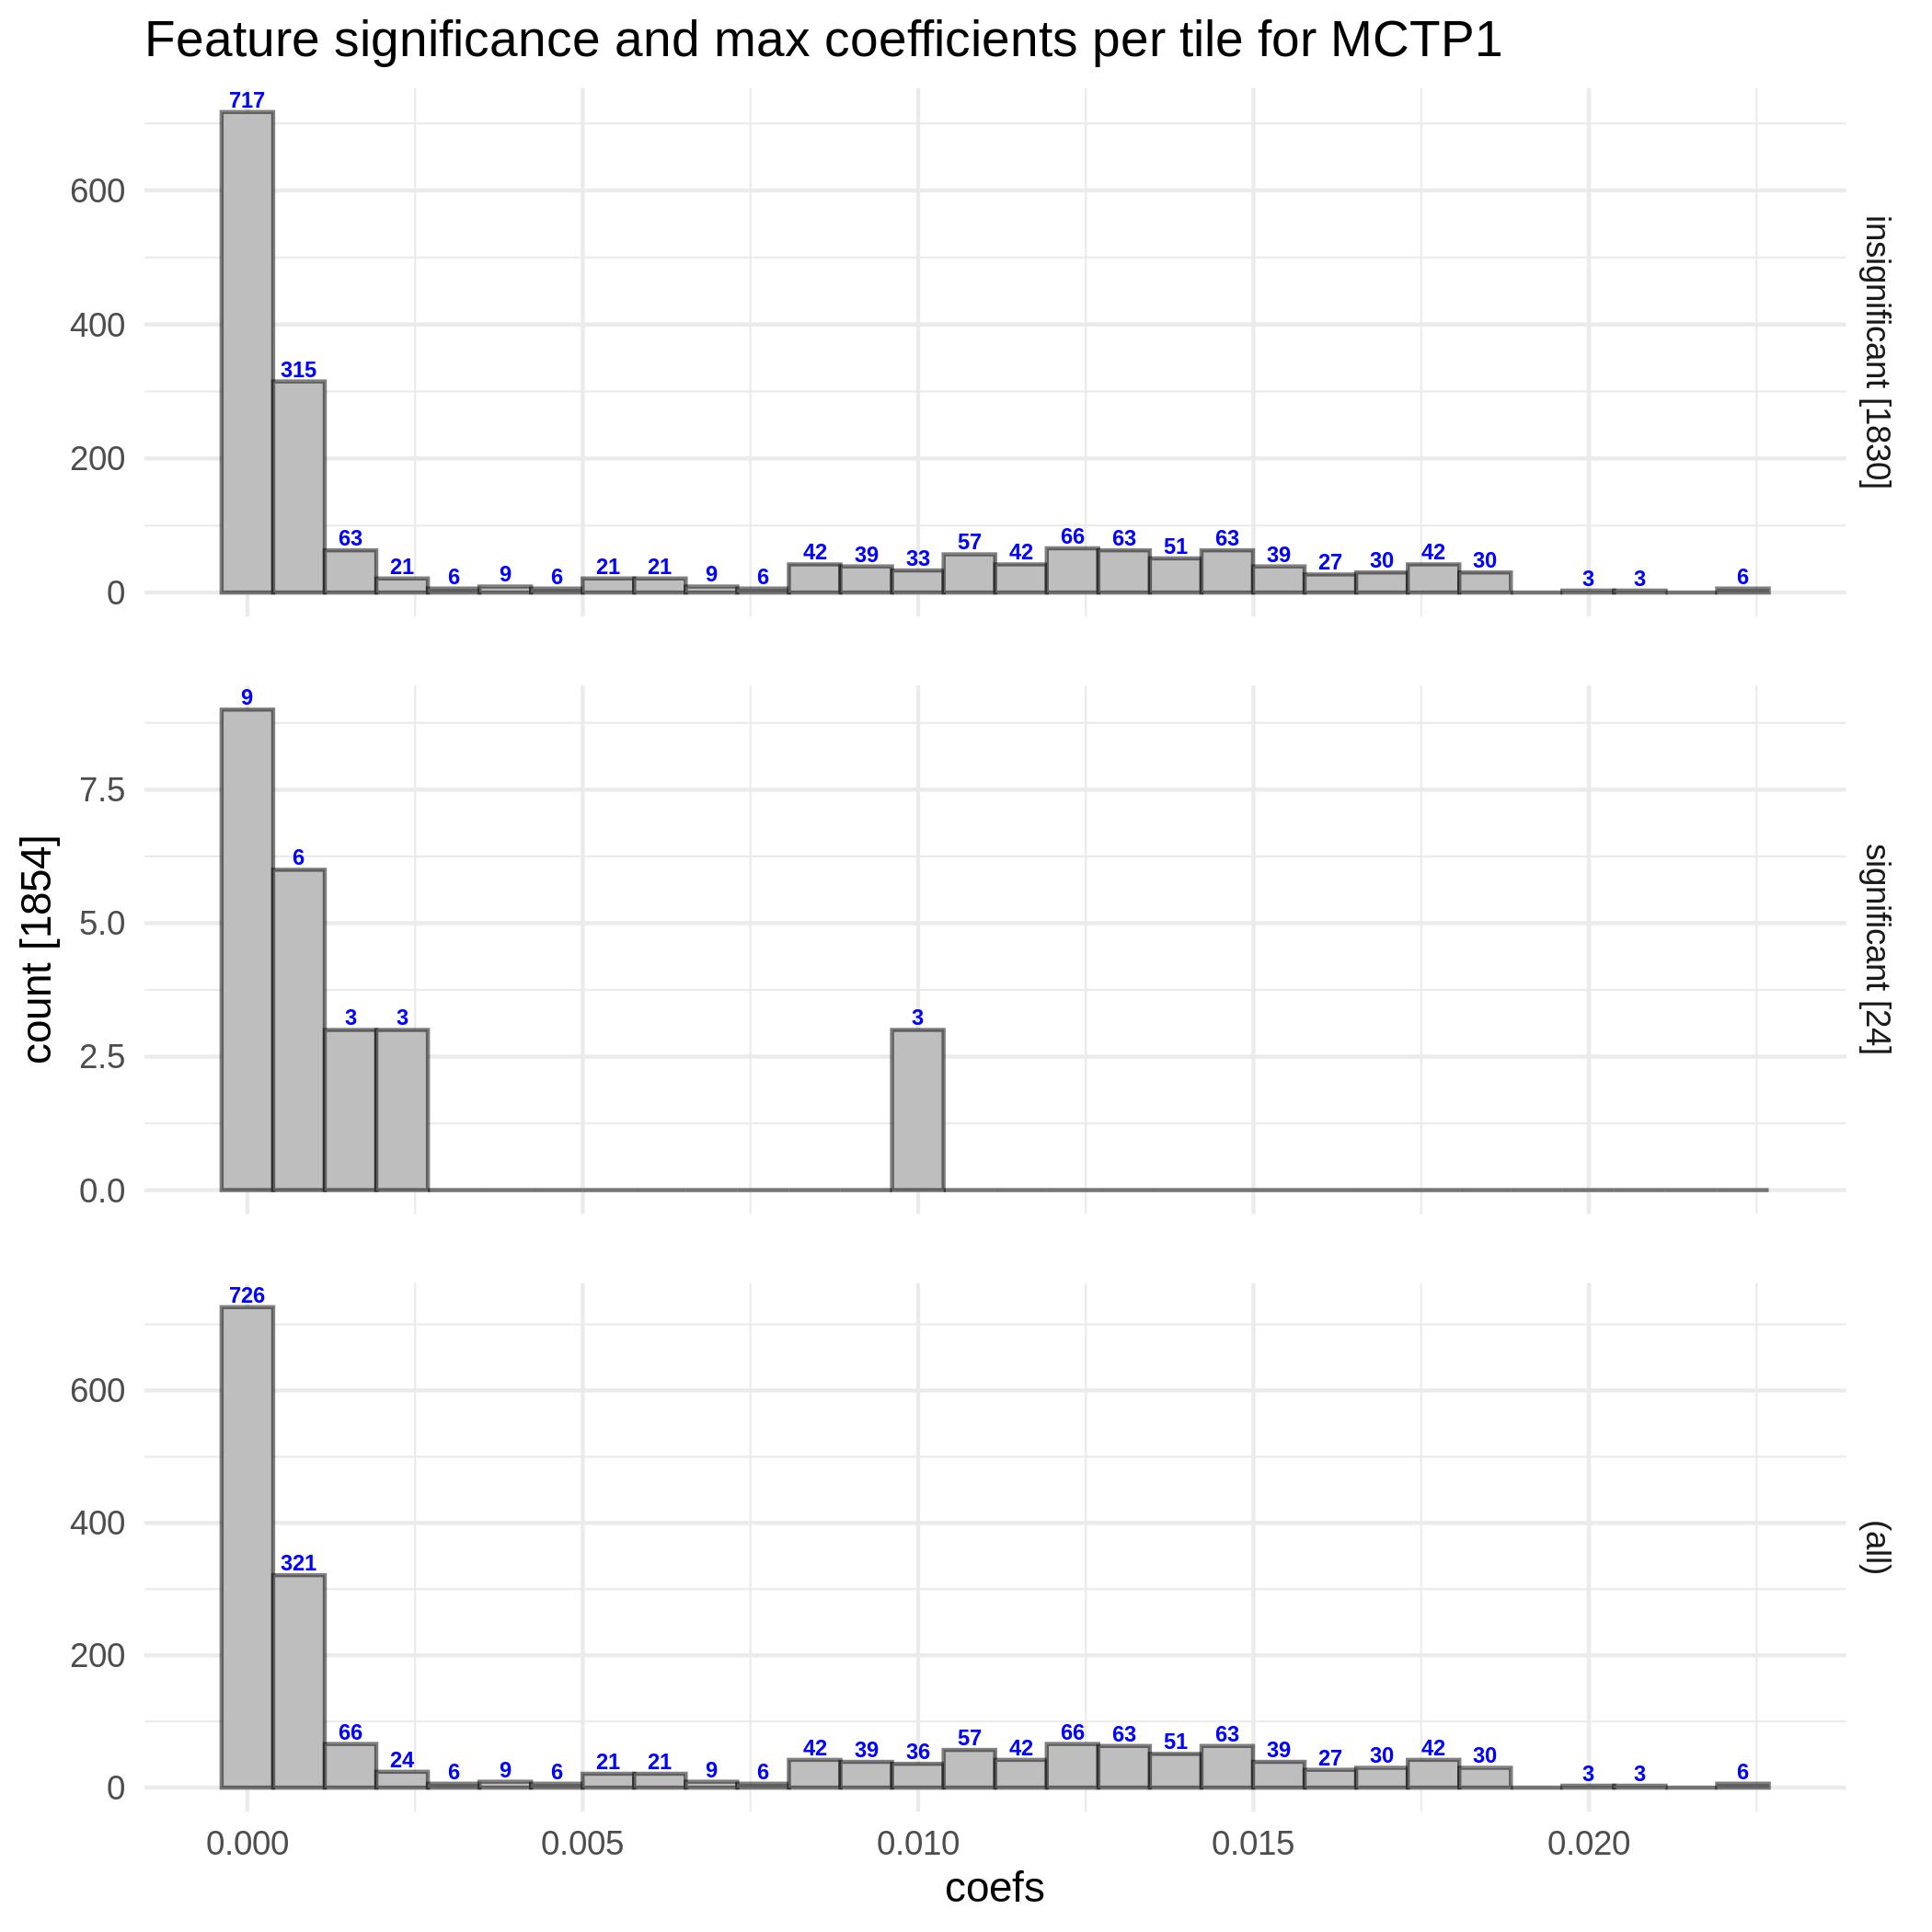 Feature significance and max coefficients per tile for MCTP1
717
600
400
200
0
315 63 21 6 9 6 21 21 9 6 42 39 33 57 42 66 63 51 63 39 27 30 42 30 3 3 6
insignificant [1830]
count [1854]
9
7.5
5.0
2.5
0.0
6 3 3 3
significant [24]
726
600
400
200
0
321 66 24 6 9 6 21 21 9 6 42 39 36 57 42 66 63 51 63 39 27 30 42 30 3 3 6
(all)
0.000 0.005 0.010 0.015 0.020
coefs